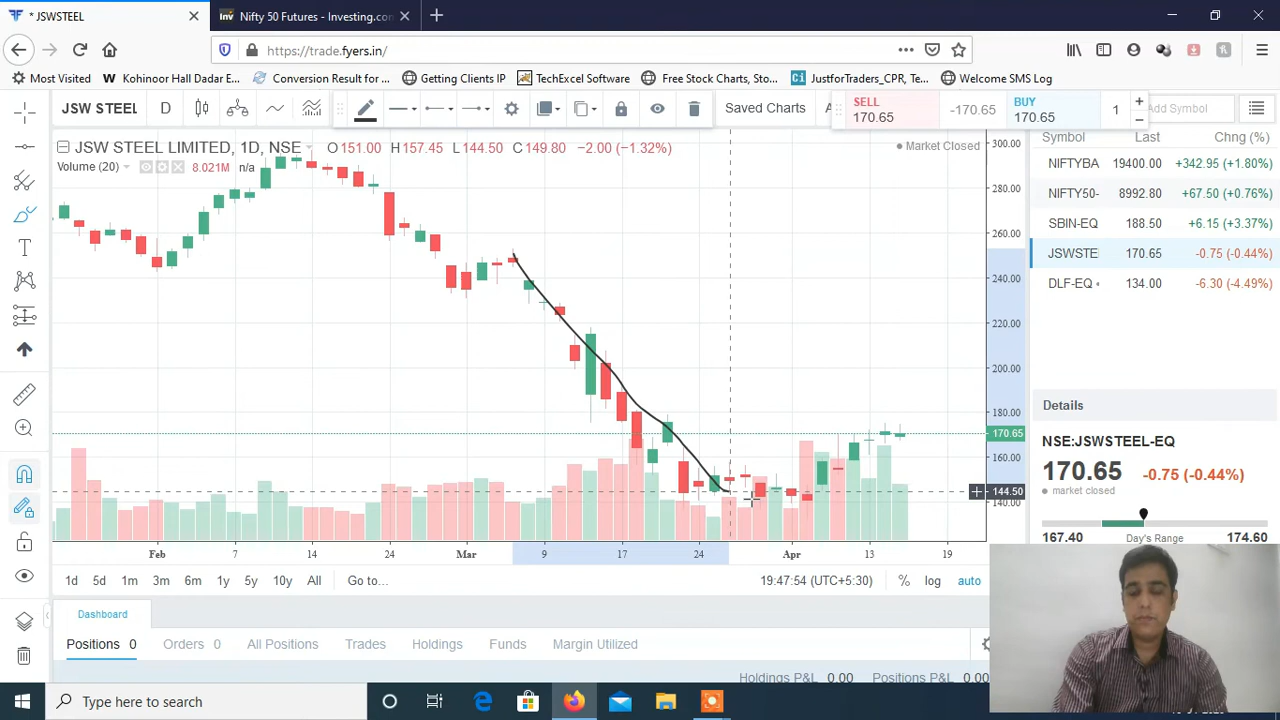 * JSWSTEEL
Nifty 50 Futures - Investing.com
https://trade.fyers.in/
Most Visited
Kohinoor Hall Dadar E...
Conversion Result for ...
Getting Clients IP
TechExcel Software
Free Stock Charts, Sto...
JustforTraders_CPR, Te...
Welcome SMS Log
JSW STEEL D
Saved Charts
SELL
170.65
-170.65
BUY
170.65
1
Add Symbol
JSW STEEL LIMITED, 1D, NSE O151.00 H157.45 L144.50 C149.80 -2.00 (-1.32%)
Volume (20) 8.021M n/a
Market Closed
300.00
280.00
260.00
240.00
220.00
200.00
180.00
170.65
160.00
144.50
140.00
Feb 7 14 24 Mar 9 17 24 Apr 13 19
1d 5d 1m 3m 6m 1y 5y 10y All Go to...
19:47:54 (UTC+5:30) % log auto
Symbol Last Chng (%)
NIFTYBA 19400.00 +342.95 (+1.80%)
NIFTY50- 8992.80 +67.50 (+0.76%)
SBIN-EQ 188.50 +6.15 (+3.37%)
JSWSTE 170.65 -0.75 (-0.44%)
DLF-EQ 134.00 -6.30 (-4.49%)
Details
NSE:JSWSTEEL-EQ
170.65 -0.75 (-0.44%)
market closed
167.40 Day's Range 174.60
Dashboard
Positions 0 Orders 0 All Positions Trades Holdings Funds Margin Utilized
Holdings P&L 0.00 Positions P&L 0.00
Type here to search